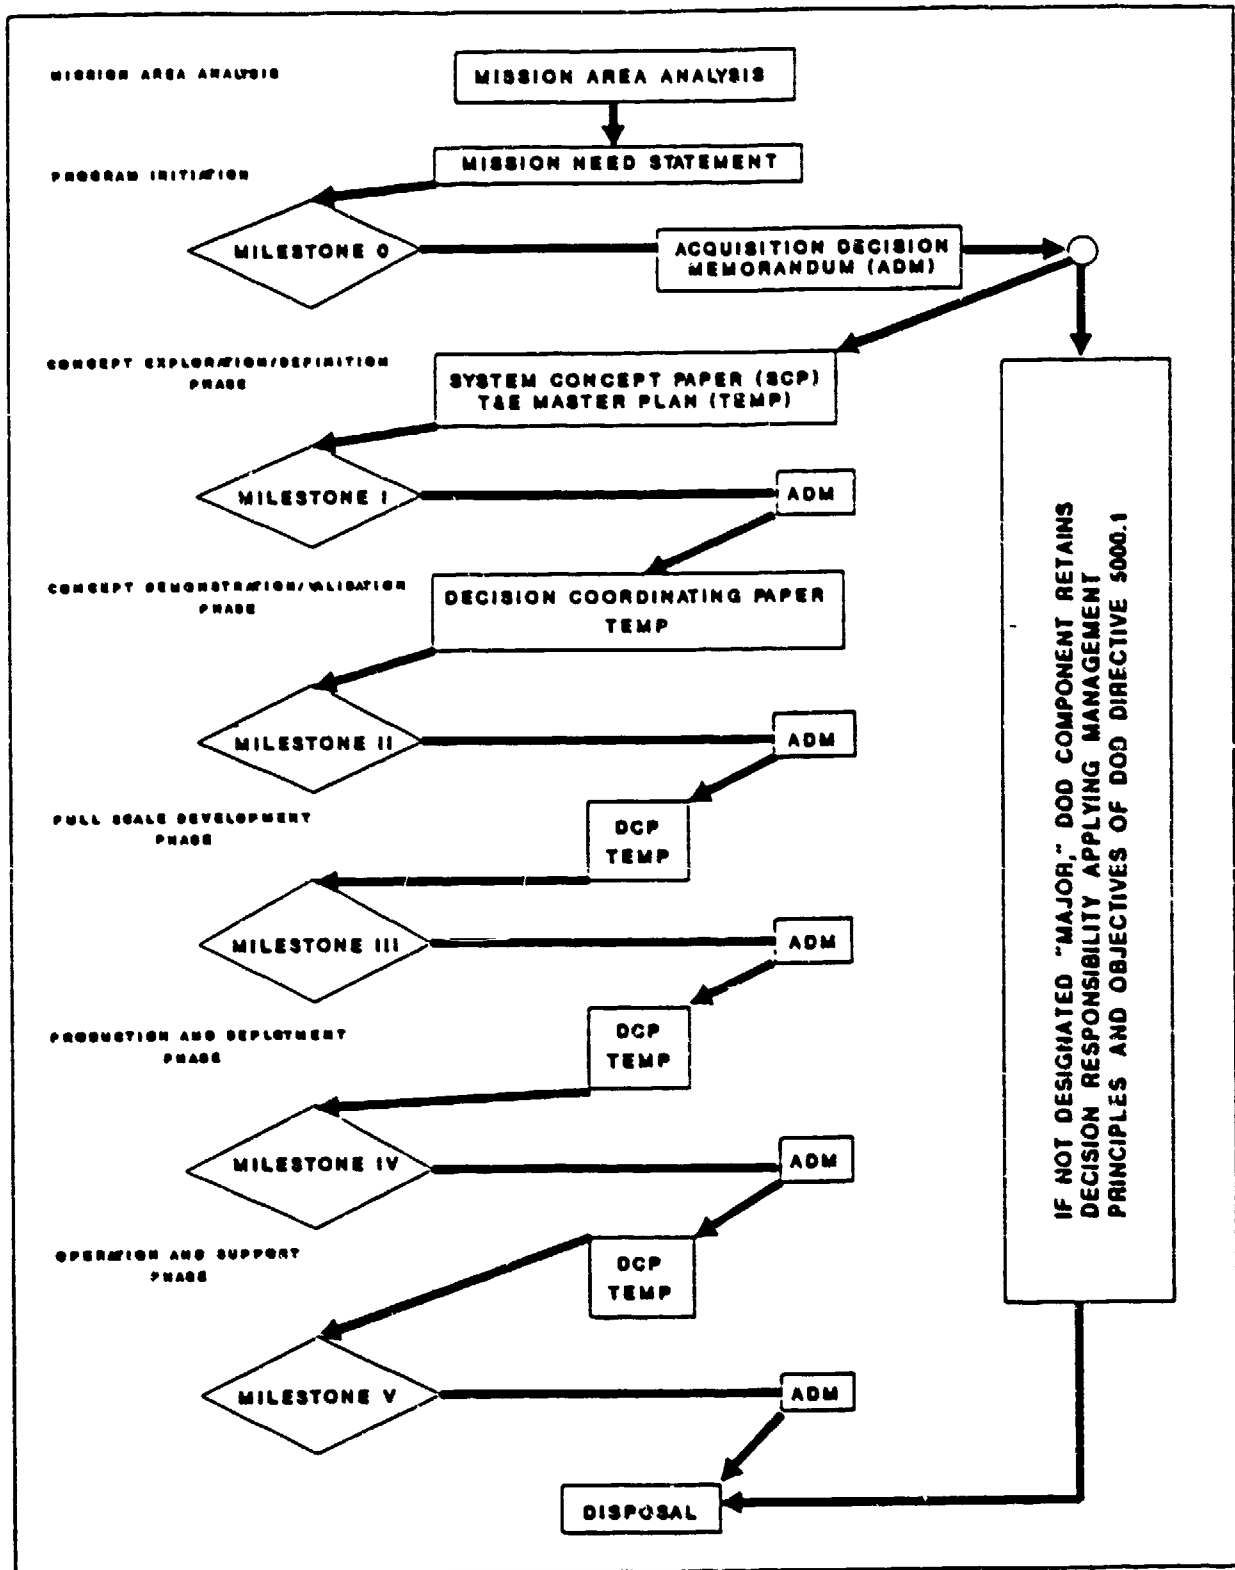 MISSION AREA ANALYSIS
MISSION AREA ANALYSIS
MISSION NEED STATEMENT
PROGRAM INITIATION
MILESTONE 0
ACQUISITION DECISION
MEMORANDUM (ADM)
CONCEPT EXPLORATION/DEFINITION
PHASE
SYSTEM CONCEPT PAPER (SCP)
T&E MASTER PLAN (TEMP)
MILESTONE I
ADM
CONCEPT DEMONSTRATION/VALIDATION
PHASE
DECISION COORDINATING PAPER
TEMP
MILESTONE II
ADM
FULL SCALE DEVELOPMENT
PHASE
DCP
TEMP
MILESTONE III
ADM
PRODUCTION AND DEPLOYMENT
PHASE
DCP
TEMP
MILESTONE IV
ADM
OPERATION AND SUPPORT
PHASE
DCP
TEMP
MILESTONE V
ADM
DISPOSAL
IF NOT DESIGNATED "MAJOR," DOD COMPONENT RETAINS
DECISION RESPONSIBILITY APPLYING MANAGEMENT
PRINCIPLES AND OBJECTIVES OF DOD DIRECTIVE 5000.1